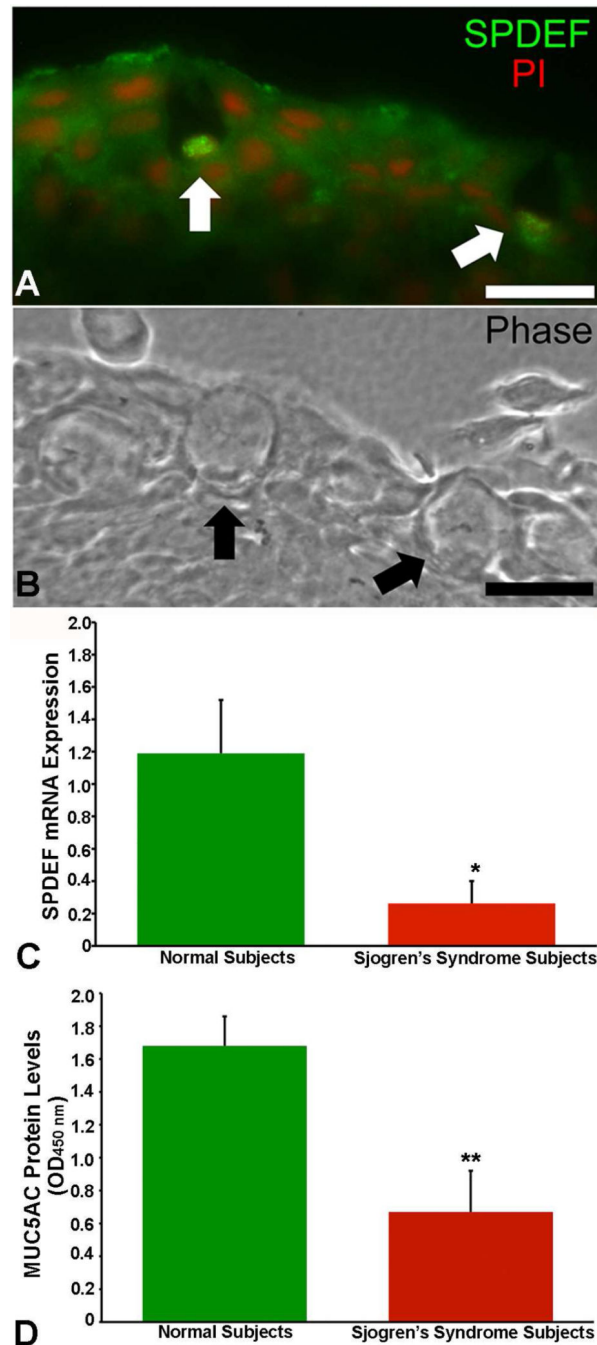 SPDEF
PI
A
Phase
B
SPDEF mRNA Expression
2.0
1.8
1.6
1.4
1.2
1.0
0.8
0.6
0.4
0.2
0
*
C
Normal Subjects
Sjogren's Syndrome Subjects
MUC5AC Protein Levels
(OD450 nm)
2.0
1.8
1.6
1.4
1.2
1.0
0.8
0.6
0.4
0.2
0
**
D
Normal Subjects
Sjogren's Syndrome Subjects